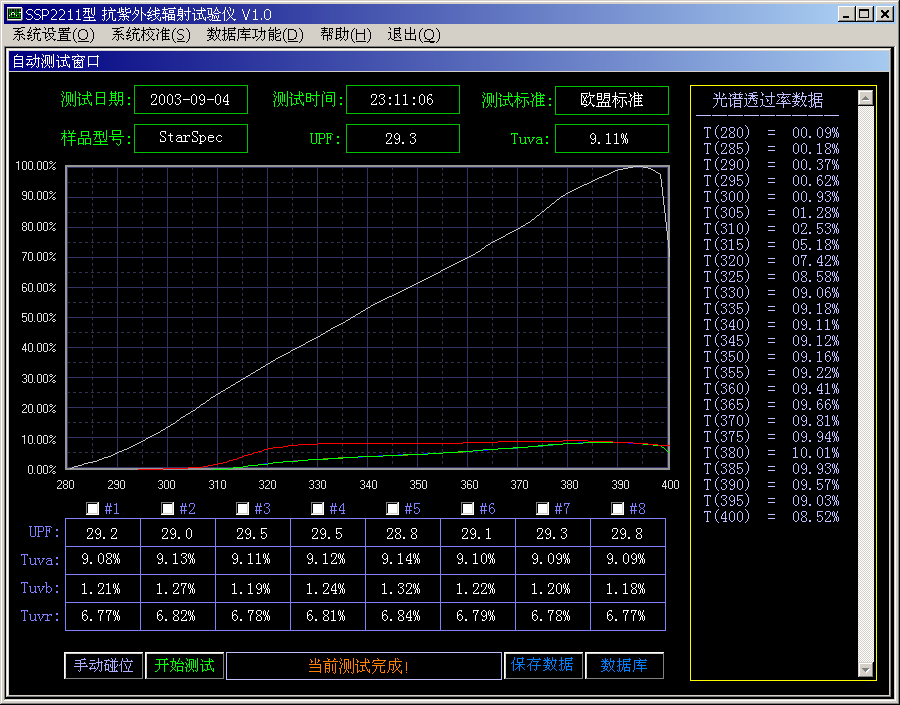 SSP2211型 抗紫外线辐射试验仪 V1.0
系统设置(O) 系统校准(S) 数据库功能(D) 帮助(H) 退出(Q)
自动测试窗口
测试日期: 2003-09-04 测试时间: 23:11:06 测试标准: 欧盟标准
样品型号: StarSpec UPF: 29.3 Tuva: 9.11%
100.00%
90.00%
80.00%
70.00%
60.00%
50.00%
40.00%
30.00%
20.00%
10.00%
0.00%
280 290 300 310 320 330 340 350 360 370 380 390 400
#1 #2 #3 #4 #5 #6 #7 #8
UPF: 29.2 29.0 29.5 29.5 28.8 29.1 29.3 29.8
Tuva: 9.08% 9.13% 9.11% 9.12% 9.14% 9.10% 9.09% 9.09%
Tuvb: 1.21% 1.27% 1.19% 1.24% 1.32% 1.22% 1.20% 1.18%
Tuvr: 6.77% 6.82% 6.78% 6.81% 6.84% 6.79% 6.78% 6.77%
手动碰位 开始测试 当前测试完成! 保存数据 数据库
光谱透过率数据
T(280) = 00.09%
T(285) = 00.18%
T(290) = 00.37%
T(295) = 00.62%
T(300) = 00.93%
T(305) = 01.28%
T(310) = 02.53%
T(315) = 05.18%
T(320) = 07.42%
T(325) = 08.58%
T(330) = 09.06%
T(335) = 09.18%
T(340) = 09.11%
T(345) = 09.12%
T(350) = 09.16%
T(355) = 09.22%
T(360) = 09.41%
T(365) = 09.66%
T(370) = 09.81%
T(375) = 09.94%
T(380) = 10.01%
T(385) = 09.93%
T(390) = 09.57%
T(395) = 09.03%
T(400) = 08.52%